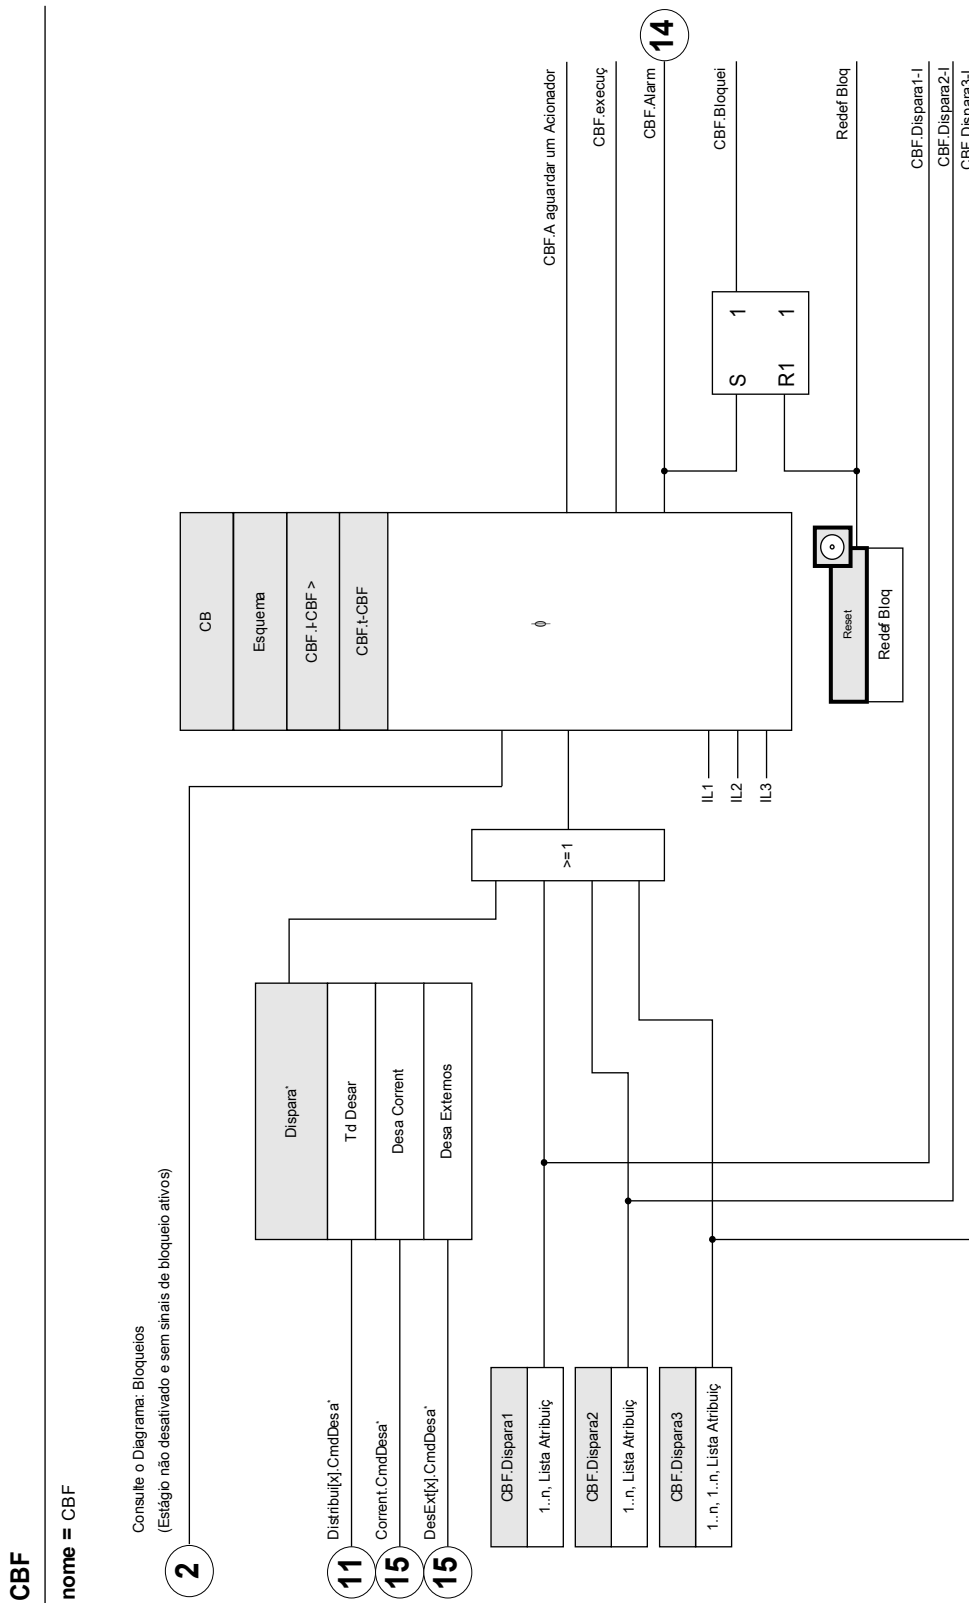 CBF
nome = CBF
Consulte o Diagrama: Bloqueios
(Estágio não desativado e sem sinais de bloqueio ativos)
2
Distribui[x].CmdDesa*
11
Corrent.CmdDesa*
15
DesExt[x].CmdDesa*
15
Dispara*
Td Desar
Desa Corrent
Desa Externos
CBF.Dispara1
1..n, Lista Atribuiç
CBF.Dispara2
1..n, Lista Atribuiç
CBF.Dispara3
1..n, 1..n, Lista Atribuiç
>=1
CB
Esquema
CBF.I-CBF >
CBF.t-CBF
ϕ
IL1
IL2
IL3
CBF.A aguardar um Acionador
CBF.execuç
CBF.Alarm
14
CBF.Bloquei
S 1
R1 1
Reset
Redef Bloq
Redef Bloq
CBF.Dispara1-I
CBF.Dispara2-I
CBF.Dispara3-I